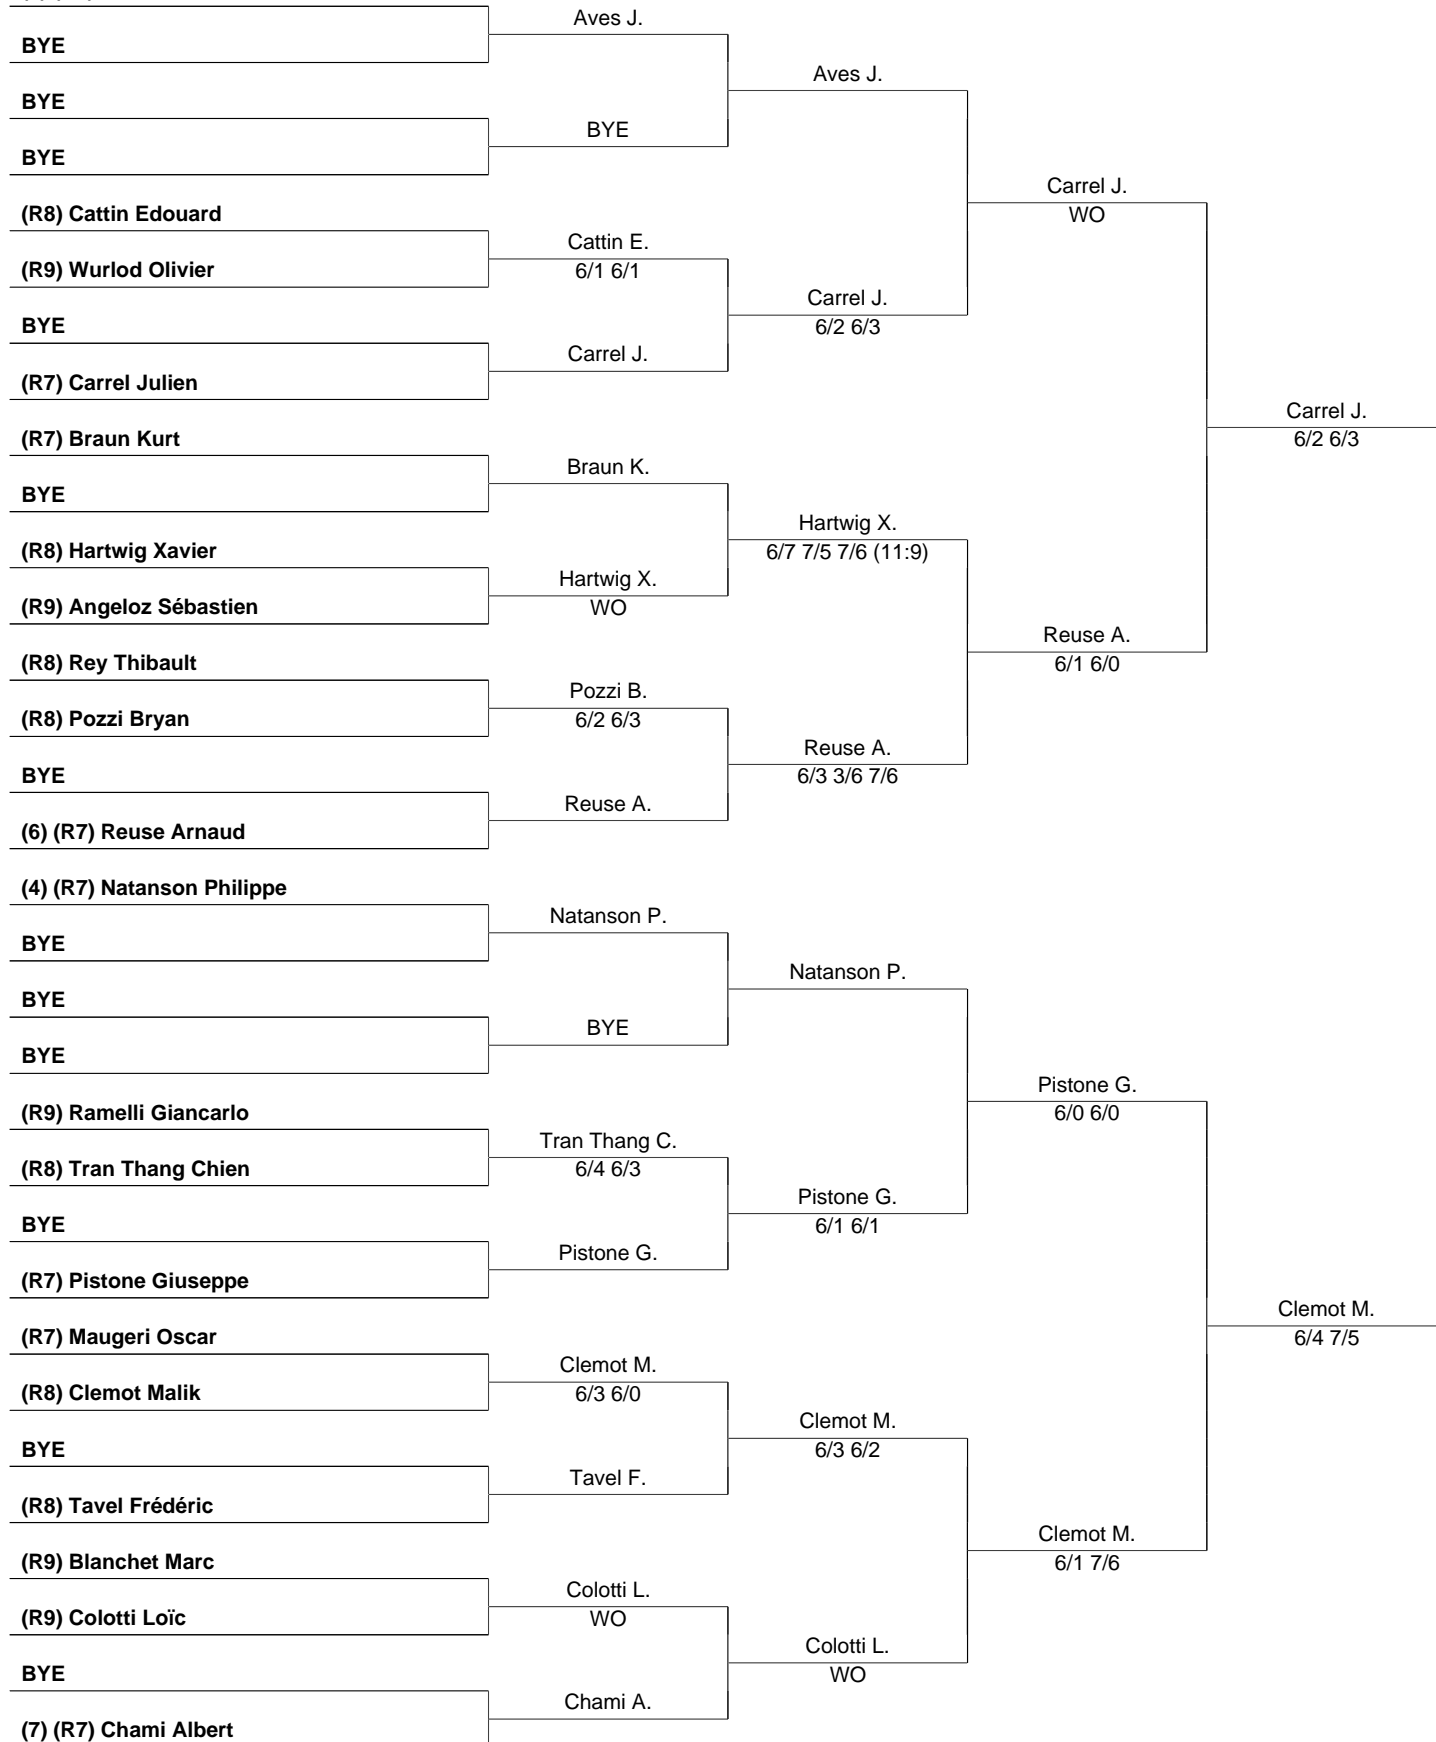 BYE
BYE
BYE
(R8) Cattin Edouard
(R9) Wurlod Olivier
BYE
(R7) Carrel Julien
(R7) Braun Kurt
BYE
(R8) Hartwig Xavier
(R9) Angeloz Sébastien
(R8) Rey Thibault
(R8) Pozzi Bryan
BYE
(6) (R7) Reuse Arnaud
(4) (R7) Natanson Philippe
BYE
BYE
BYE
(R9) Ramelli Giancarlo
(R8) Tran Thang Chien
BYE
(R7) Pistone Giuseppe
(R7) Maugeri Oscar
(R8) Clemot Malik
BYE
(R8) Tavel Frédéric
(R9) Blanchet Marc
(R9) Colotti Loïc
BYE
(7) (R7) Chami Albert
Aves J.
BYE
Cattin E.
6/1 6/1
Carrel J.
Braun K.
Hartwig X.
WO
Pozzi B.
6/2 6/3
Reuse A.
Natanson P.
BYE
Tran Thang C.
6/4 6/3
Pistone G.
Clemot M.
6/3 6/0
Tavel F.
Colotti L.
WO
Chami A.
Aves J.
Carrel J.
6/2 6/3
Hartwig X.
6/7 7/5 7/6 (11:9)
Reuse A.
6/3 3/6 7/6
Natanson P.
Pistone G.
6/1 6/1
Clemot M.
6/3 6/2
Colotti L.
WO
Carrel J.
WO
Reuse A.
6/1 6/0
Pistone G.
6/0 6/0
Clemot M.
6/1 7/6
Carrel J.
6/2 6/3
Clemot M.
6/4 7/5